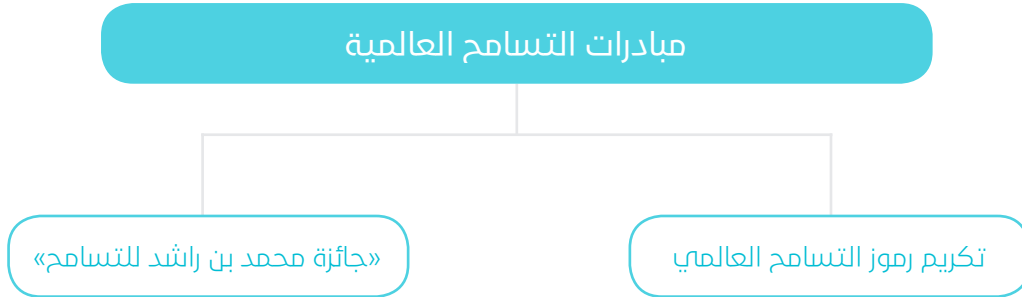 مبادرات التسامح العالمية
تكريم رموز التسامح العالمي
«جائزة محمد بن راشد للتسامح»